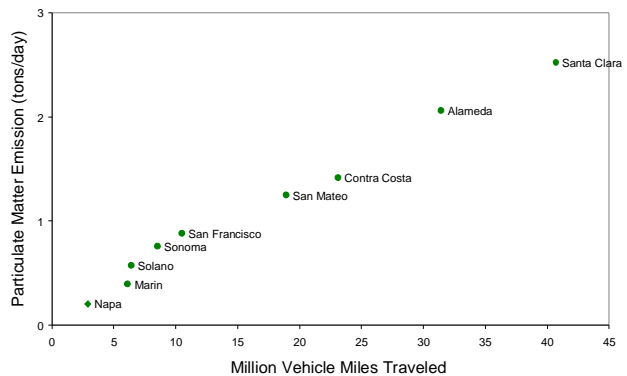 Particulate Matter Emission (tons/day)
3
2
1
0
Santa Clara
Alameda
Contra Costa
San Mateo
San Francisco
Sonoma
Solano
Marin
Napa
0 5 10 15 20 25 30 35 40 45
Million Vehicle Miles Traveled